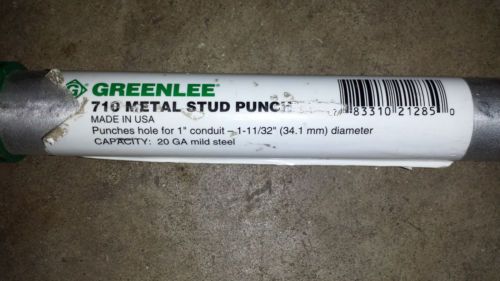 GREENLEE®
710 METAL STUD PUNCH
MADE IN USA
Punches hole for 1" conduit – 1-11/32" (34.1 mm) diameter
CAPACITY: 20 GA mild steel
83310 21285 0